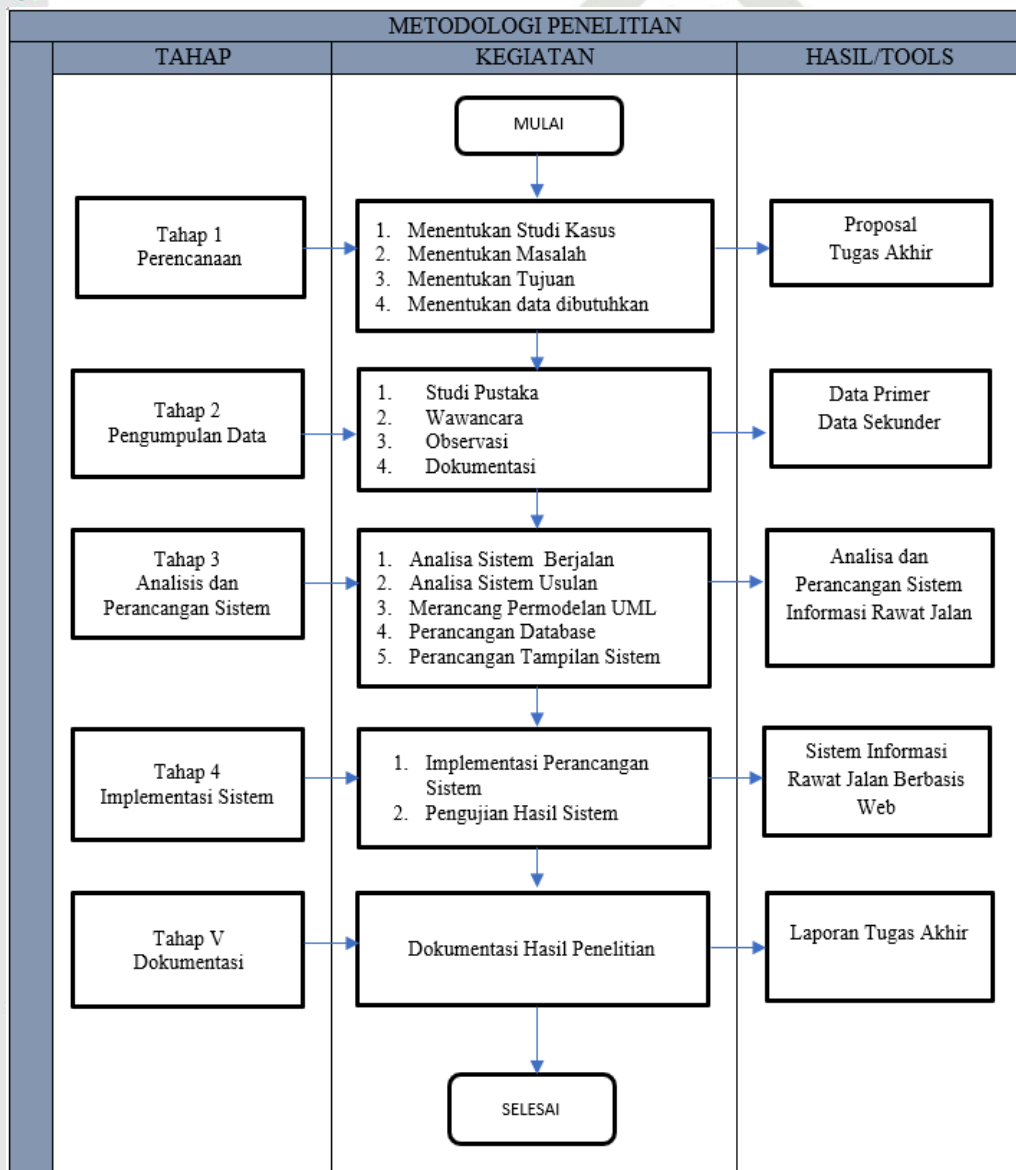 METODOLOGI PENELITIAN
TAHAP
KEGIATAN
HASIL/TOOLS
MULAI
Tahap 1
Perencanaan
1. Menentukan Studi Kasus
2. Menentukan Masalah
3. Menentukan Tujuan
4. Menentukan data dibutuhkan
Proposal
Tugas Akhir
Tahap 2
Pengumpulan Data
1. Studi Pustaka
2. Wawancara
3. Observasi
4. Dokumentasi
Data Primer
Data Sekunder
Tahap 3
Analisis dan
Perancangan Sistem
1. Analisa Sistem Berjalan
2. Analisa Sistem Usulan
3. Merancang Permodelan UML
4. Perancangan Database
5. Perancangan Tampilan Sistem
Analisa dan
Perancangan Sistem
Informasi Rawat Jalan
Tahap 4
Implementasi Sistem
1. Implementasi Perancangan
Sistem
2. Pengujian Hasil Sistem
Sistem Informasi
Rawat Jalan Berbasis
Web
Tahap V
Dokumentasi
Dokumentasi Hasil Penelitian
Laporan Tugas Akhir
SELESAI